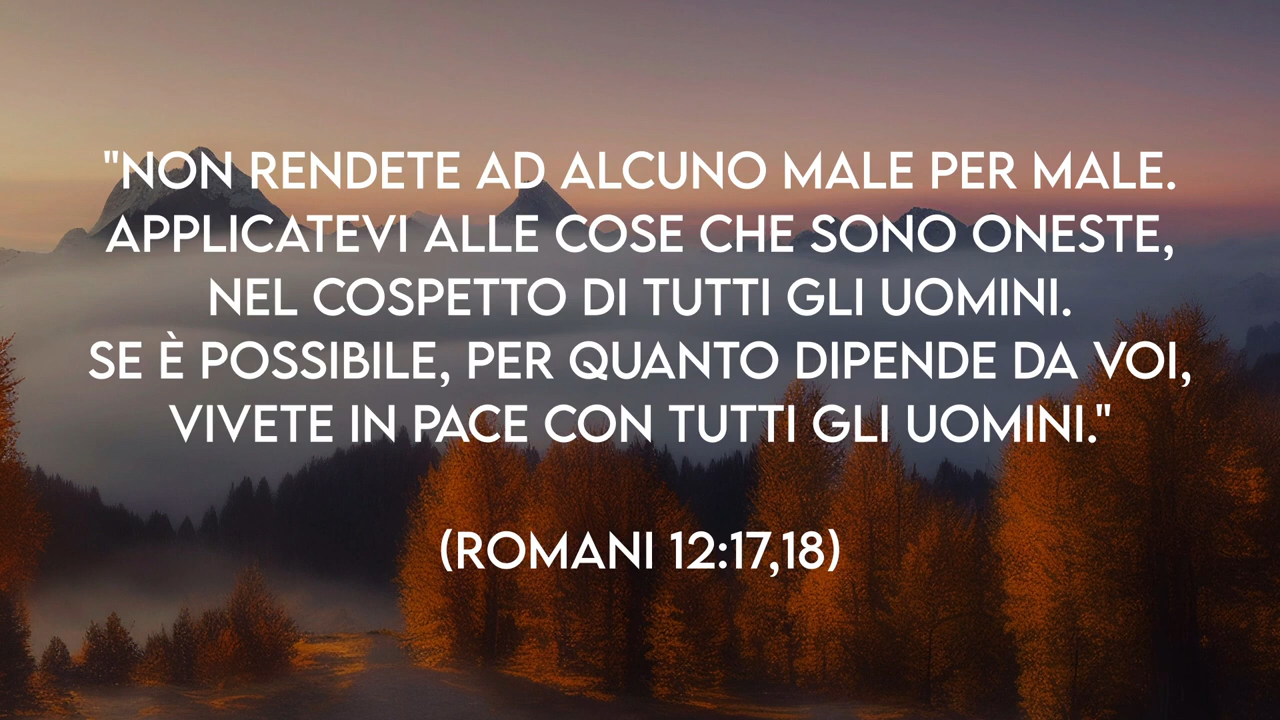 "NON RENDETE AD ALCUNO MALE PER MALE.
APPLICATEVI ALLE COSE CHE SONO ONESTE,
NEL COSPETTO DI TUTTI GLI UOMINI.
SE È POSSIBILE, PER QUANTO DIPENDE DA VOI,
VIVETE IN PACE CON TUTTI GLI UOMINI."
(ROMANI 12:17,18)